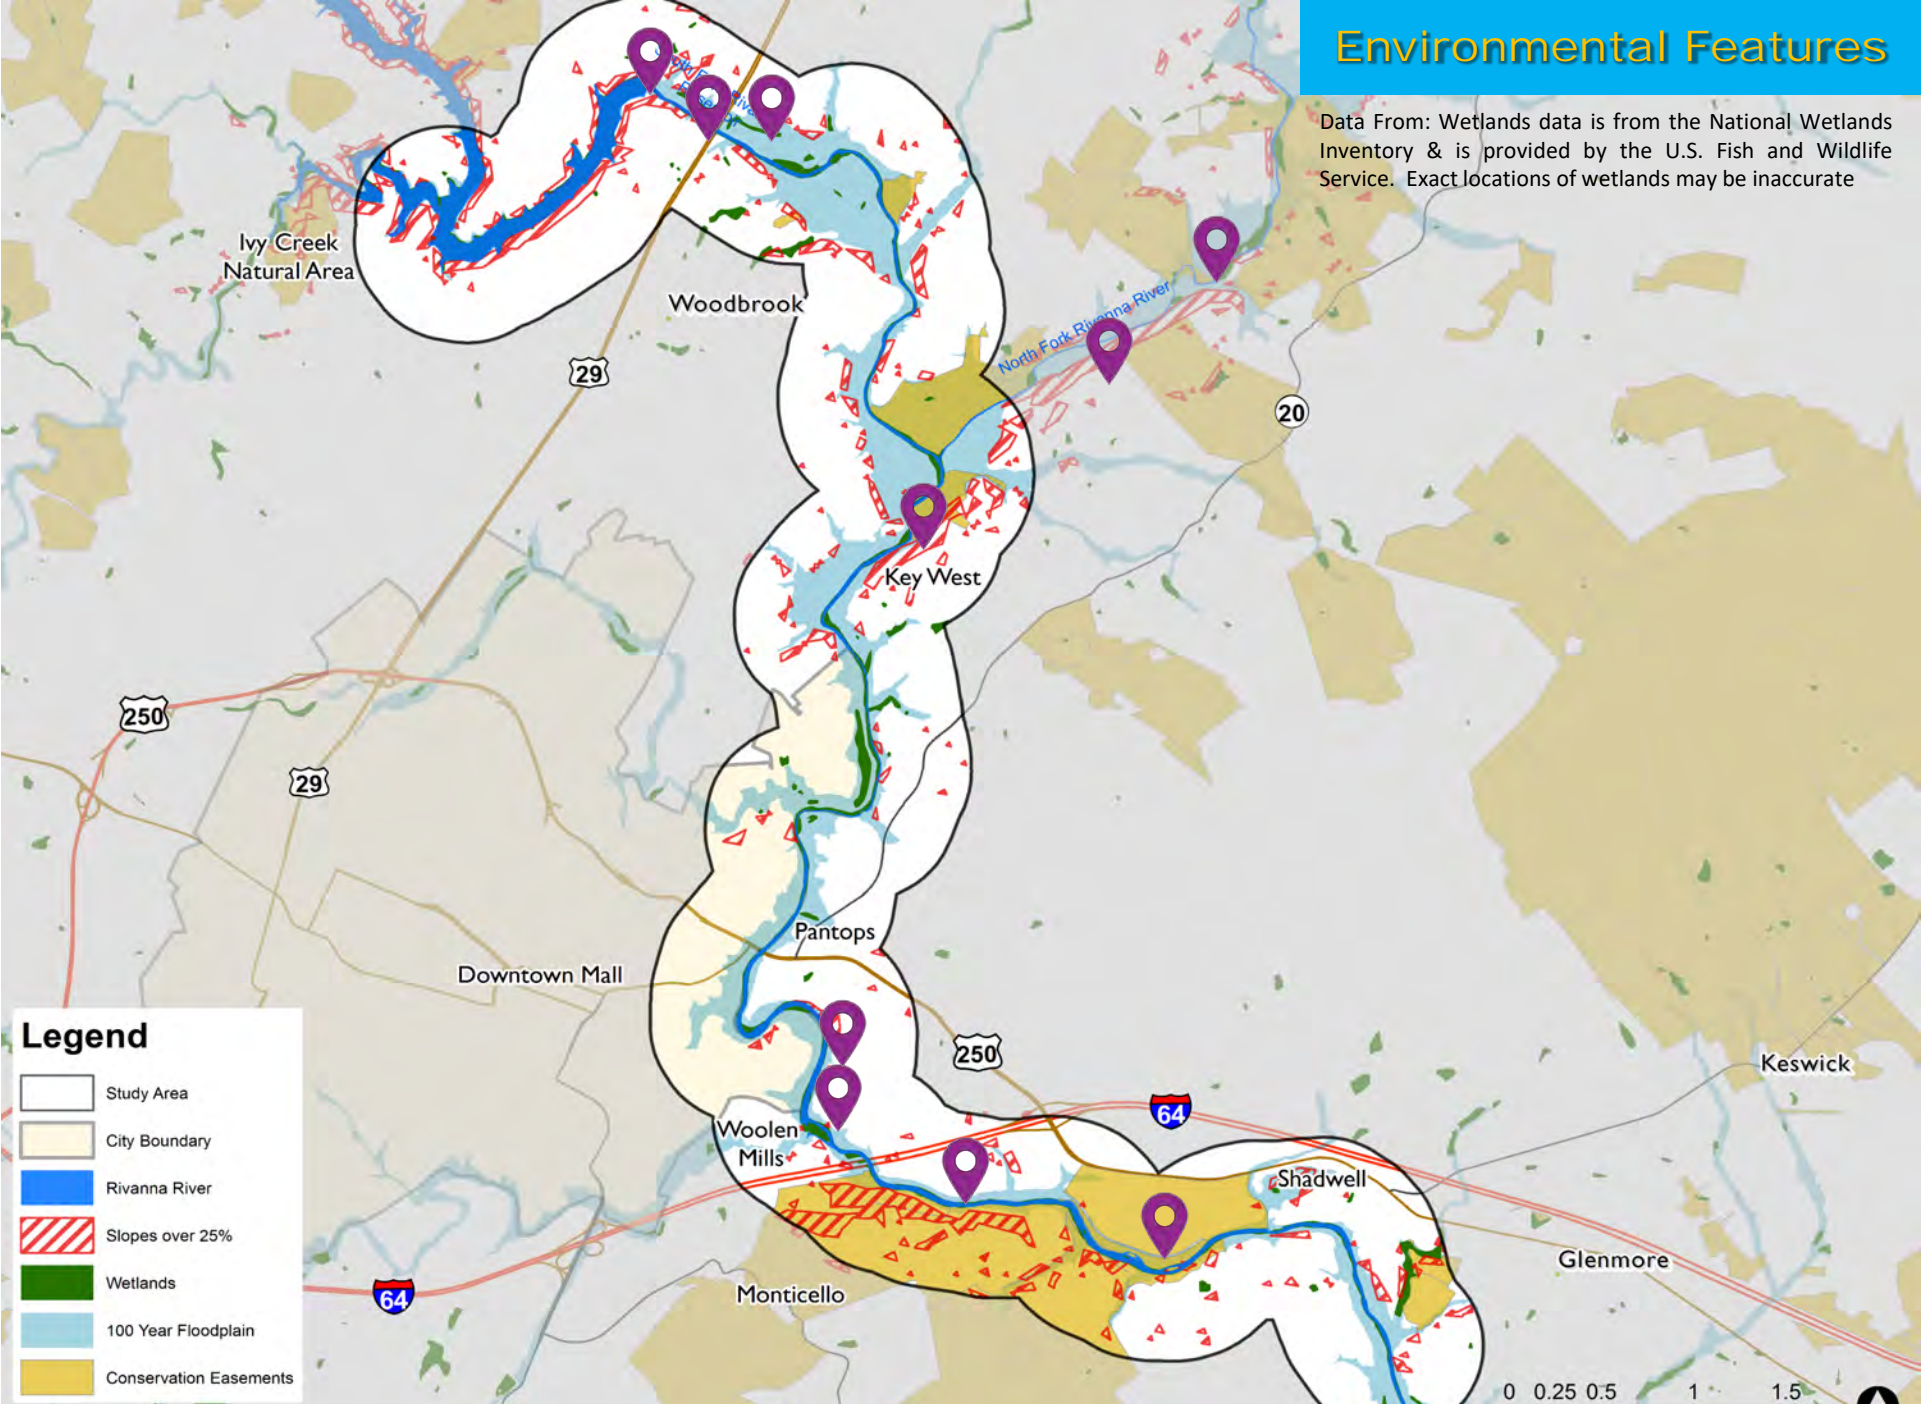 Environmental Features
Data From: Wetlands data is from the National Wetlands
Inventory & is provided by the U.S. Fish and Wildlife
Service. Exact locations of wetlands may be inaccurate
Ivy Creek
Natural Area
Woodbrook
North Fork Rivanna River
29
20
Key West
250
29
Pantops
Downtown Mall
250
Keswick
64
Woolen
Mills
Shadwell
Glenmore
Monticello
64
Legend
Study Area
City Boundary
Rivanna River
Slopes over 25%
Wetlands
100 Year Floodplain
Conservation Easements
0 0.25 0.5 1 1.5